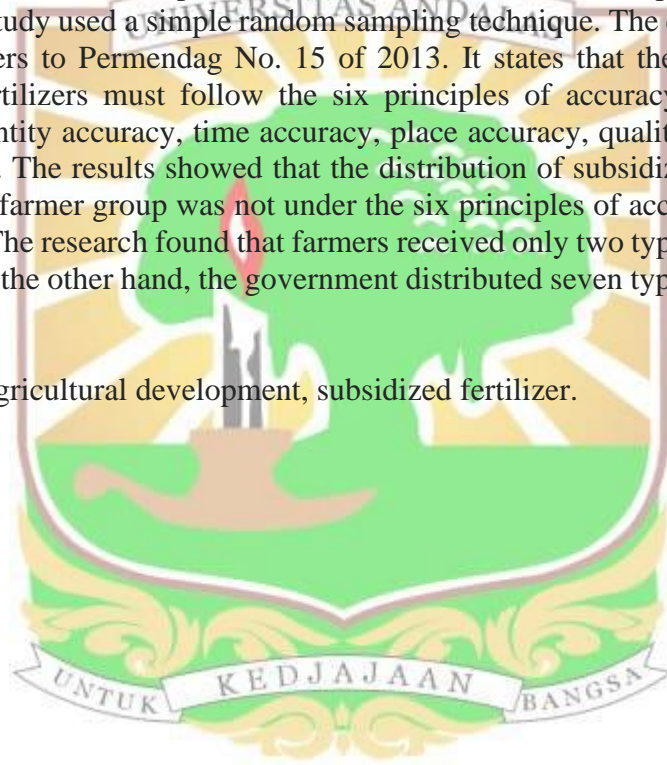 UNIVERSITAS ANDALAS
tudy used a simple random sampling technique. The
ers to Permendag No. 15 of 2013. It states that the
rtilizers must follow the six principles of accuracy
ntity accuracy, time accuracy, place accuracy, qualit
. The results showed that the distribution of subsidiz
farmer group was not under the six principles of acc
The research found that farmers received only two typ
the other hand, the government distributed seven typ
gricultural development, subsidized fertilizer.
UNTUK KEDJAJAAN BANGSA